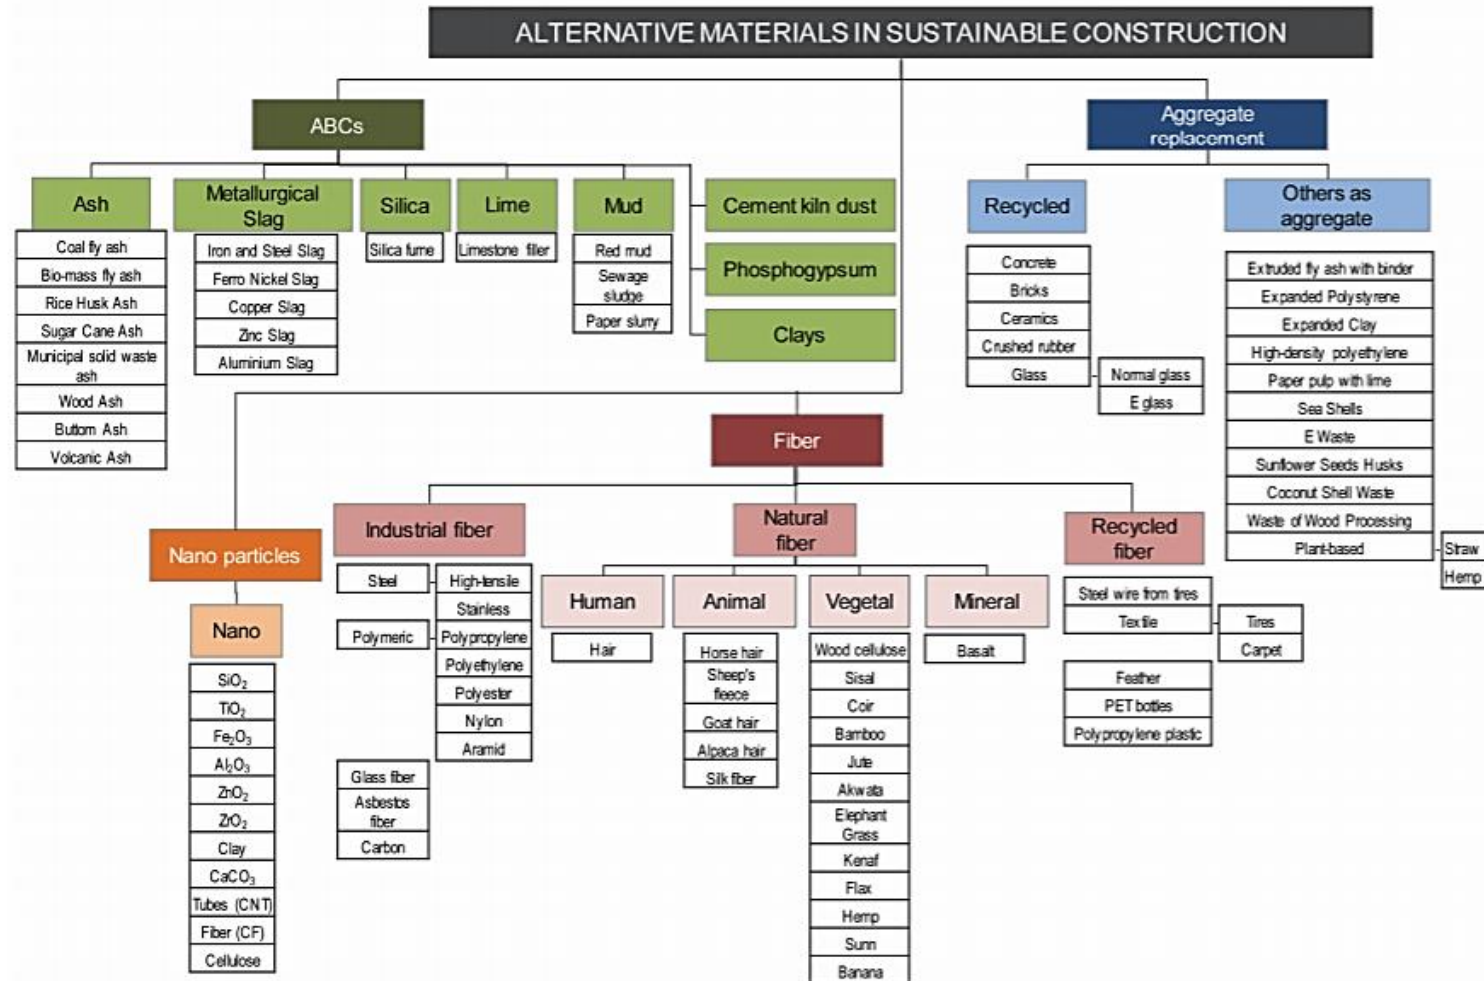 ALTERNATIVE MATERIALS IN SUSTAINABLE CONSTRUCTION
ABCs
Aggregate
replacement
Ash
Metallurgical
Slag
Silica
Lime
Mud
Cement kiln dust
Phosphogypsum
Clays
Recycled
Others as
aggregate
Coal fly ash
Bio-mass fly ash
Rice Husk Ash
Sugar Cane Ash
Municipal solid waste
ash
Wood Ash
Buttom Ash
Volcanic Ash
Iron and Steel Slag
Ferro Nickel Slag
Copper Slag
Zinc Slag
Aluminium Slag
Silica fume
Limestone filler
Red mud
Sewage
sludge
Paper slurry
Concrete
Bricks
Ceramics
Crushed rubber
Glass
Normal glass
E glass
Extruded fly ash with binder
Expanded Polystyrene
Expanded Clay
High-density polyethylene
Paper pulp with lime
Sea Shells
E Waste
Sunflower Seeds Husks
Coconut Shell Waste
Waste of Wood Processing
Plant-based
Straw
Hemp
Fiber
Nano particles
Nano
SiO₂
TiO₂
Fe₂O₃
Al₂O₃
ZnO₂
ZrO₂
Clay
CaCO₃
Tubes (CNT)
Fiber (CF)
Cellulose
Industrial fiber
Steel
High-tensile
Stainless
Polymeric
Polypropylene
Polyethylene
Polyester
Nylon
Aramid
Glass fiber
Asbestos
fiber
Carbon
Natural
fiber
Human
Hair
Animal
Horse hair
Sheep's
fleece
Goat hair
Alpaca hair
Silk fiber
Vegetal
Wood cellulose
Sisal
Coir
Bamboo
Jute
Akwata
Elephant
Grass
Kenaf
Flax
Hemp
Sunn
Banana
Mineral
Basalt
Recycled
fiber
Steel wire from tires
Textile
Tires
Carpet
Feather
PET bottles
Polypropylene plastic